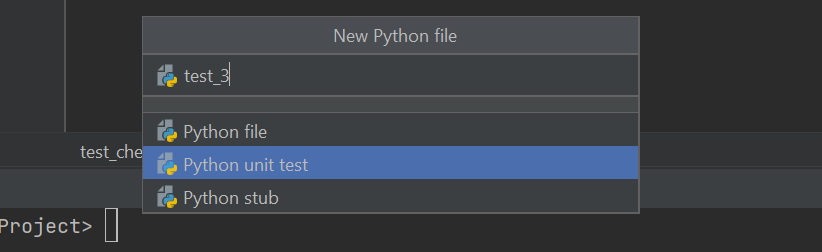 New Python file
test_3
Python file
test_che
Python unit test
Python stub
Project>